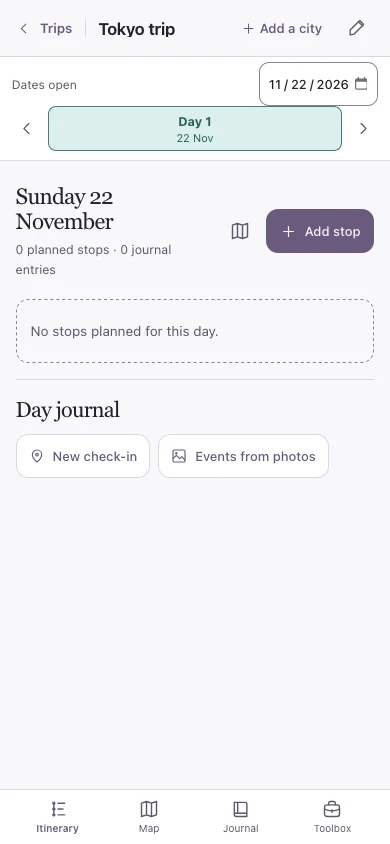 Trips
Tokyo trip
Add a city
Dates open
11/22/2026
Day 1
22 Nov
Sunday 22
November
0 planned stops · 0 journal
entries
Add stop
No stops planned for this day.
Day journal
New check-in
Events from photos
Itinerary
Map
Journal
Toolbox